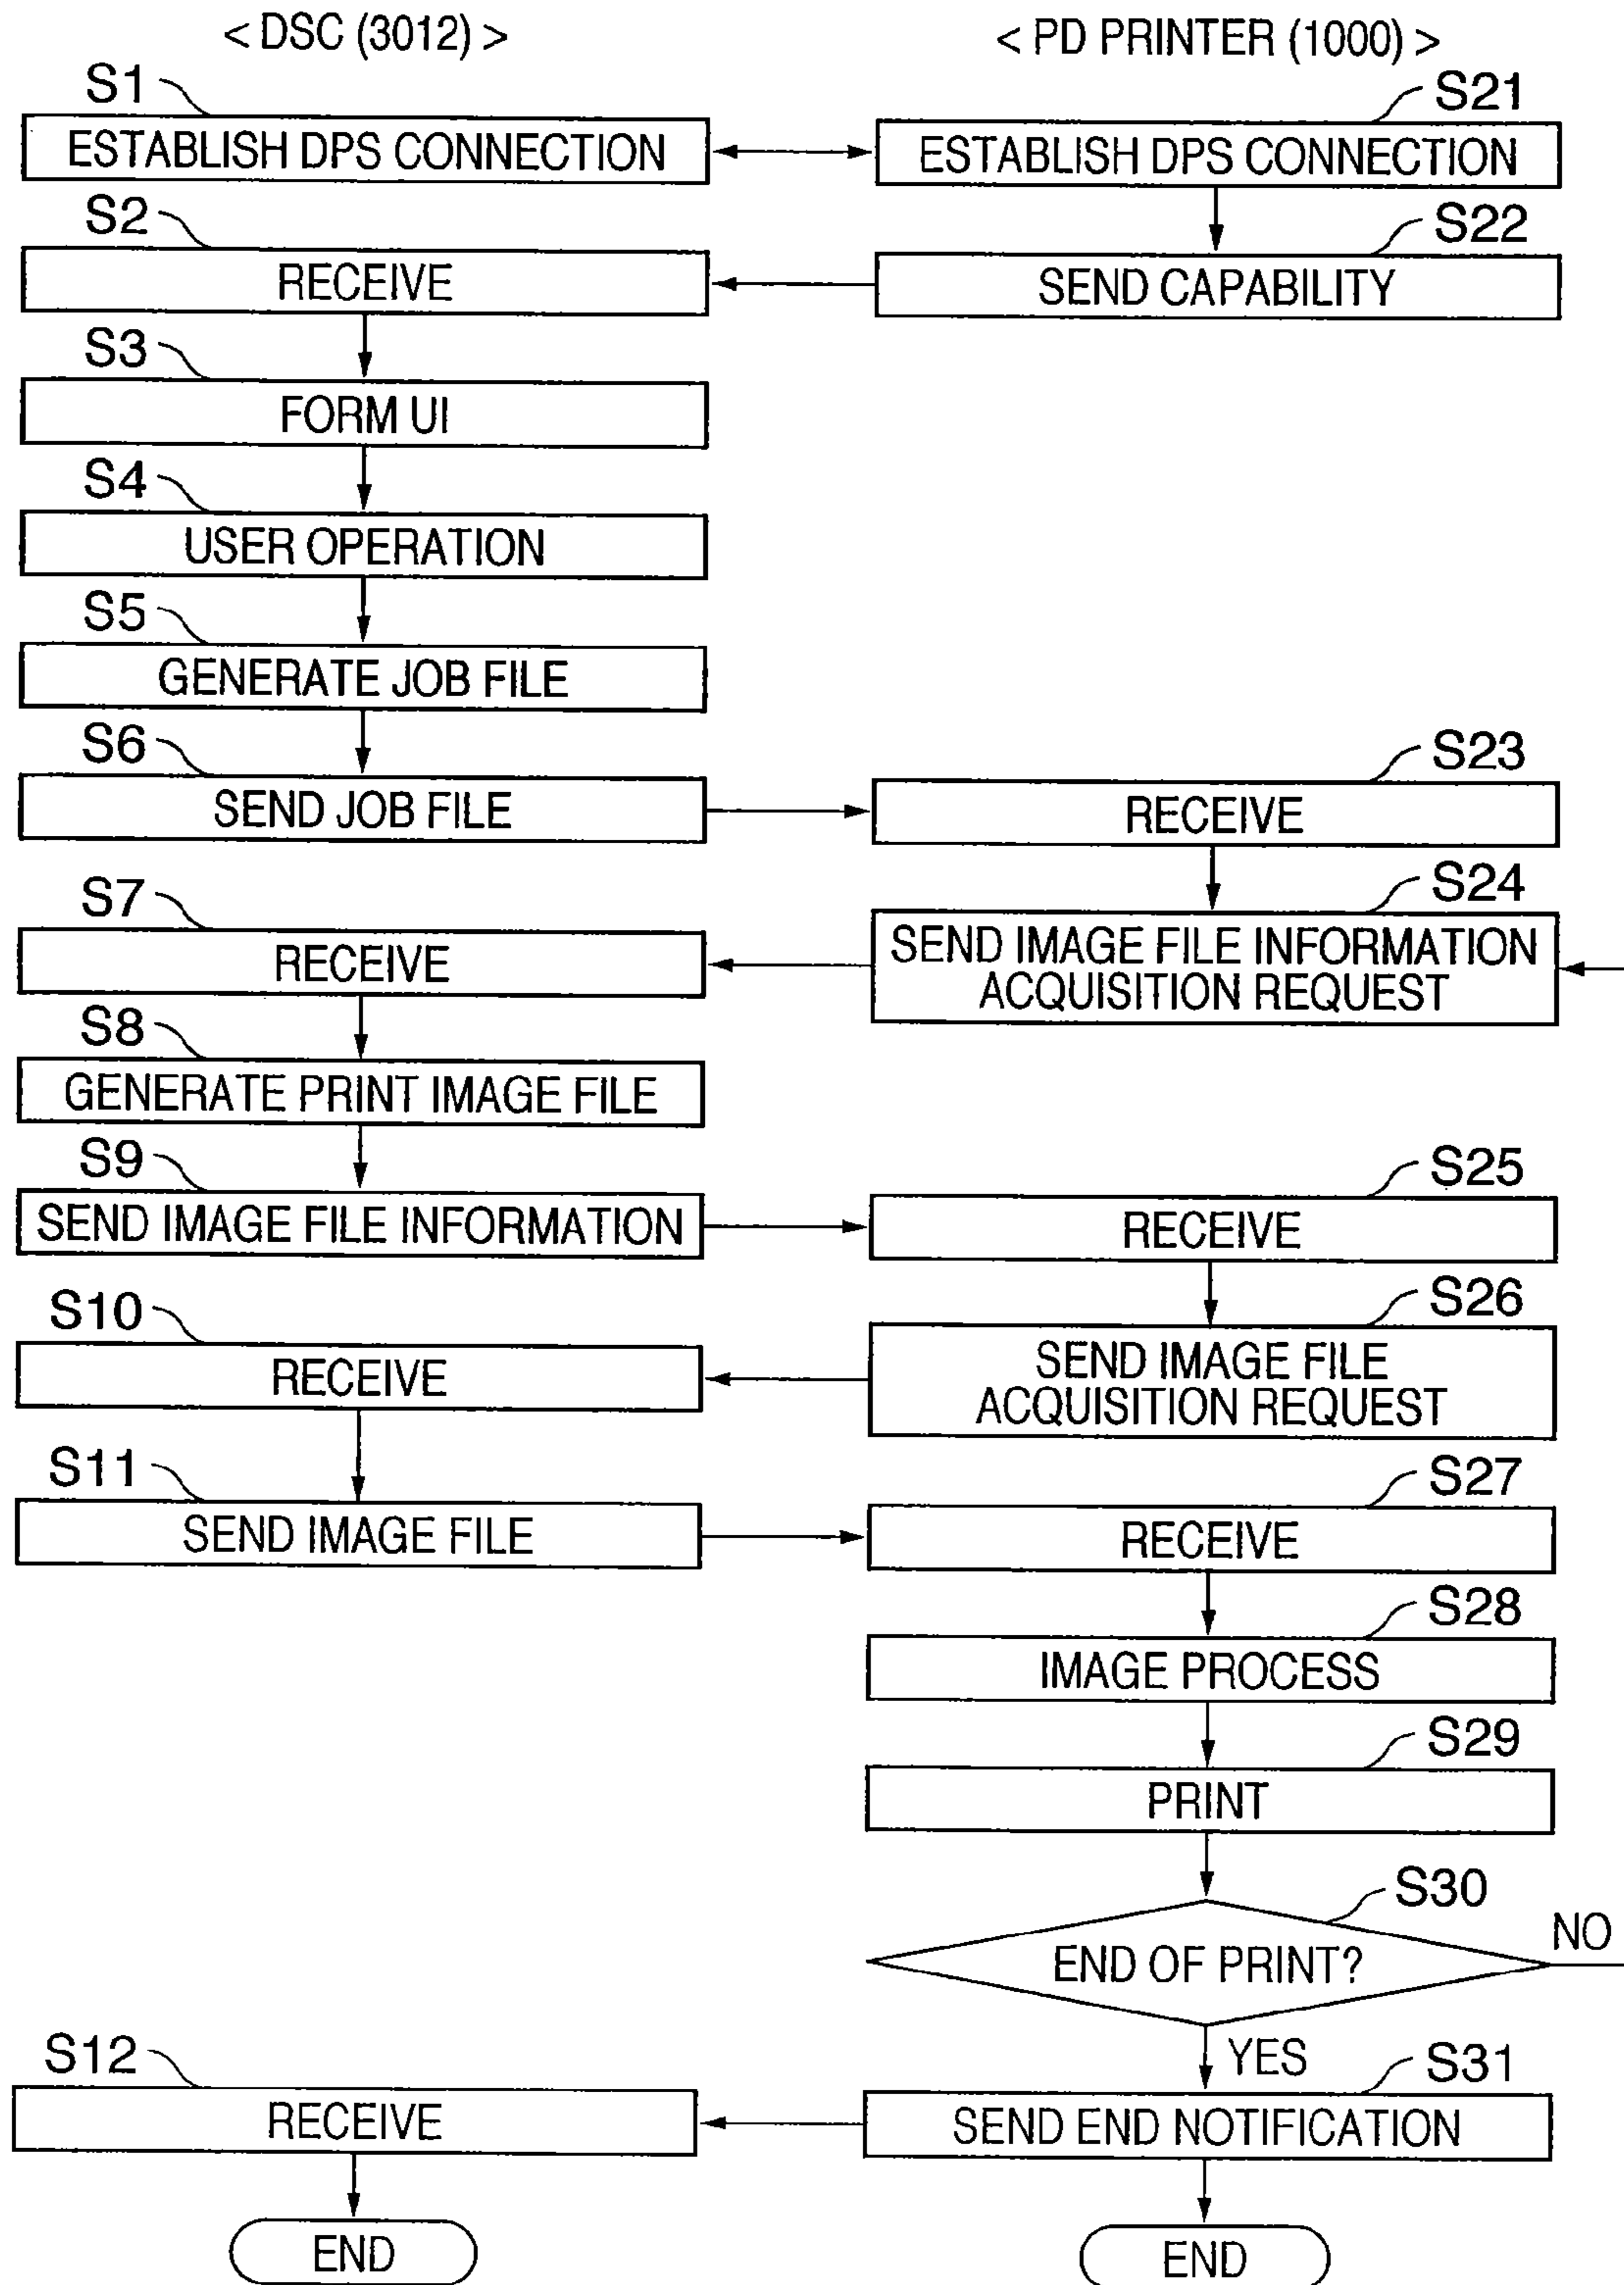 < DSC (3012) >
< PD PRINTER (1000) >
S1
S21
ESTABLISH DPS CONNECTION
ESTABLISH DPS CONNECTION
S2
S22
RECEIVE
SEND CAPABILITY
S3
FORM UI
S4
USER OPERATION
S5
GENERATE JOB FILE
S6
S23
SEND JOB FILE
RECEIVE
S7
S24
RECEIVE
SEND IMAGE FILE INFORMATION
ACQUISITION REQUEST
S8
GENERATE PRINT IMAGE FILE
S9
S25
SEND IMAGE FILE INFORMATION
RECEIVE
S10
S26
RECEIVE
SEND IMAGE FILE
ACQUISITION REQUEST
S11
S27
SEND IMAGE FILE
RECEIVE
S28
IMAGE PROCESS
S29
PRINT
S30
NO
END OF PRINT?
YES
S12
S31
RECEIVE
SEND END NOTIFICATION
END
END